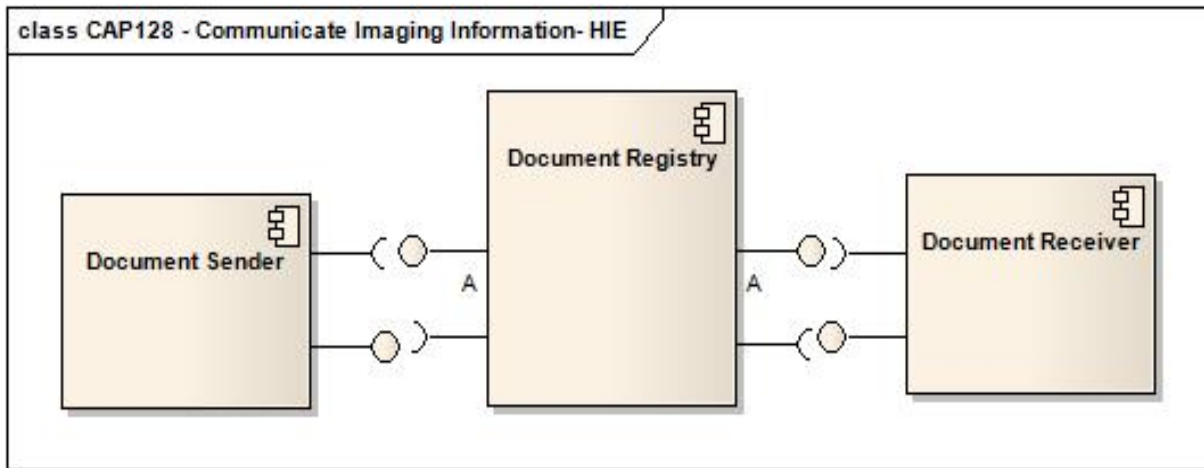 class CAP128 - Communicate Imaging Information- HIE
Document Registry
Document Sender
Document Receiver
A
A